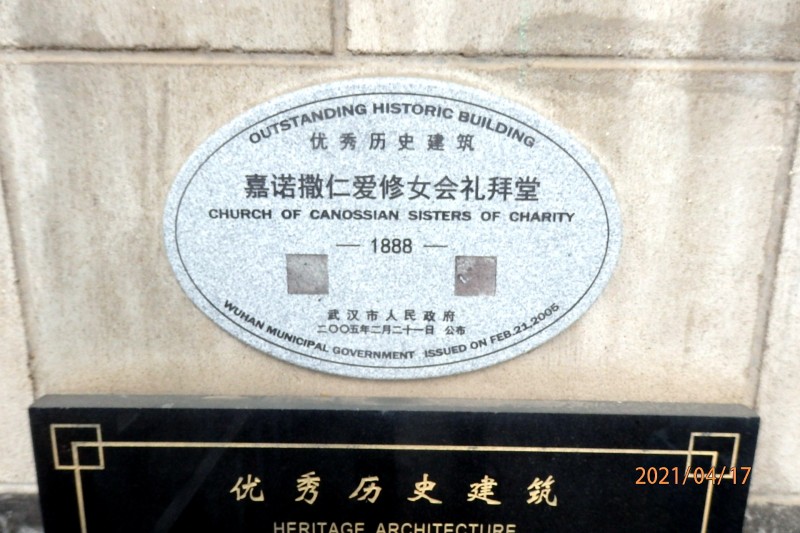 OUTSTANDING HISTORIC BUILDING
优秀历史建筑
嘉诺撒仁爱修女会礼拜堂
CHURCH OF CANOSSIAN SISTERS OF CHARITY
— 1888 —
武汉市人民政府
二〇〇五年二月二十一日 公布
WUHAN MUNICIPAL GOVERNMENT ISSUED ON FEB.21.2005
优秀历史建筑
HERITAGE ARCHITECTURE
2021/04/17